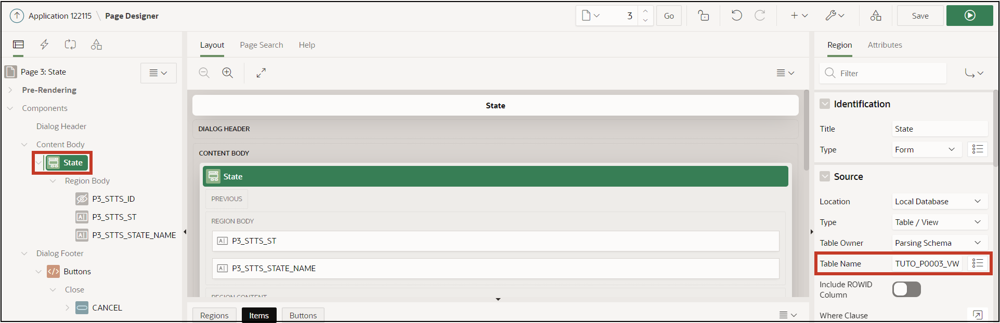 Application 122115 \ Page Designer
3
Go
Save
Layout
Page Search
Help
Region
Attributes
Page 3: State
Filter
Pre-Rendering
Components
Dialog Header
Content Body
State
Region Body
P3_STTS_ID
P3_STTS_ST
P3_STTS_STATE_NAME
Dialog Footer
Buttons
Close
CANCEL
State
DIALOG HEADER
CONTENT BODY
State
PREVIOUS
REGION BODY
P3_STTS_ST
P3_STTS_STATE_NAME
REGION CONTENT
Regions
Items
Buttons
Identification
Title
State
Type
Form
Source
Location
Local Database
Type
Table / View
Table Owner
Parsing Schema
Table Name
TUTO_P0003_VW
Include ROWID
Column
Where Clause